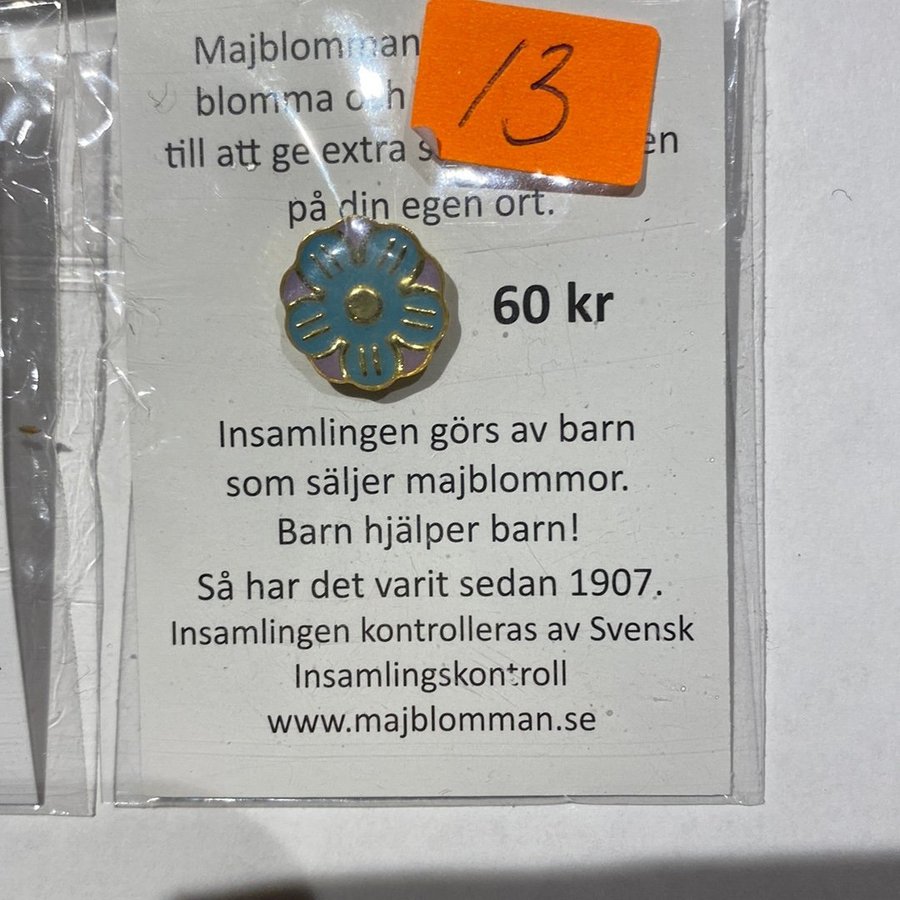 Majblomman
13
blomma och
till att ge extra
på din egen ort.
60 kr
Insamlingen görs av barn
som säljer majblommor.
Barn hjälper barn!
Så har det varit sedan 1907.
Insamlingen kontrolleras av Svensk
Insamlingskontroll
www.majblomman.se